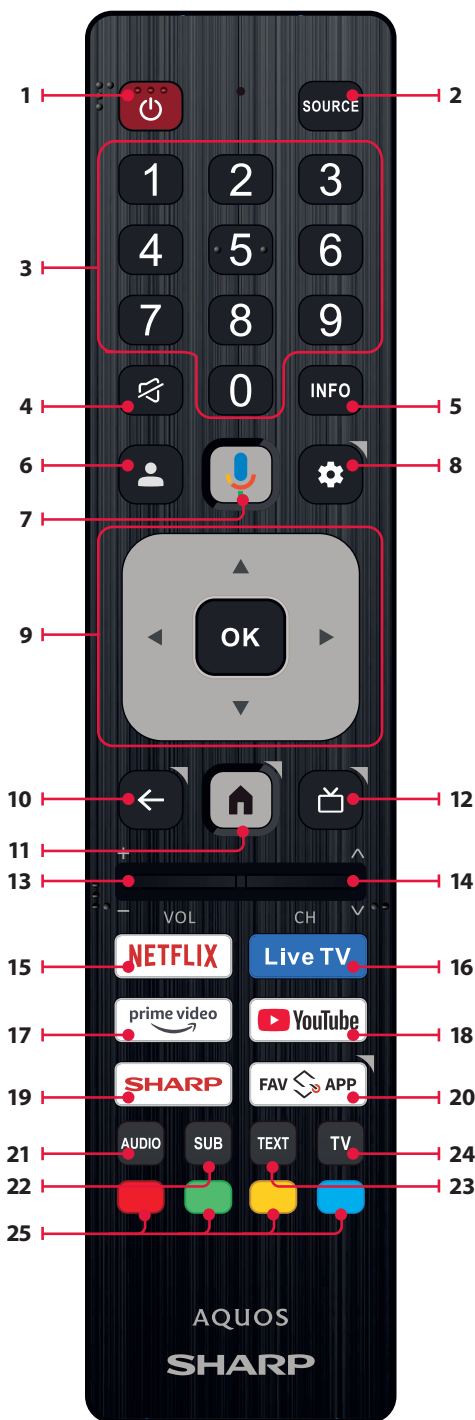 1
2
SOURCE
1 2 3
3
4 5 6
7 8 9
0
4
INFO
5
6
7
8
9
OK
10
11
12
+
13
14
−
VOL
CH
15
NETFLIX
Live TV
16
17
prime video
YouTube
18
19
SHARP
FAV APP
20
21
AUDIO
SUB
TEXT
TV
24
22
23
25
AQUOS
SHARP